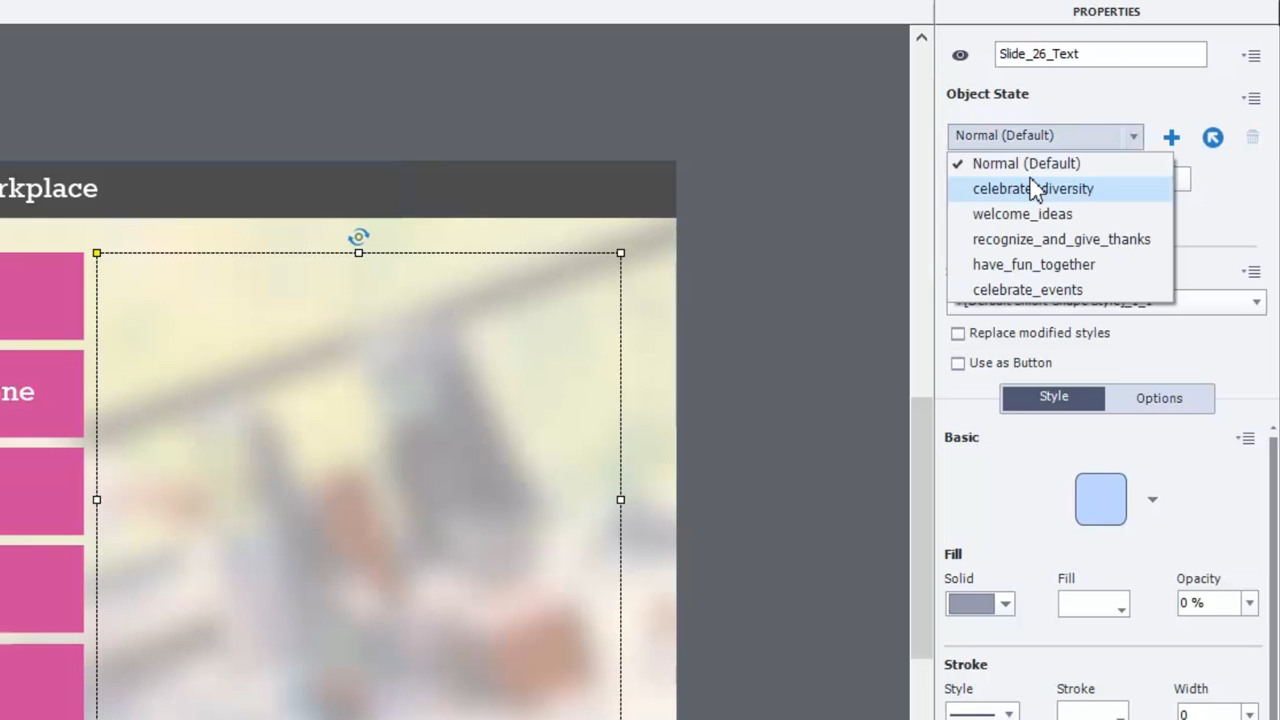 PROPERTIES
Slide_26_Text
Object State
Normal (Default)
Normal (Default)
celebrate_diversity
welcome_ideas
recognize_and_give_thanks
have_fun_together
celebrate_events
Replace modified styles
Use as Button
Style
Options
Basic
Fill
Solid
Fill
Opacity
0 %
Stroke
Style
Stroke
Width
0
rkplace
ne